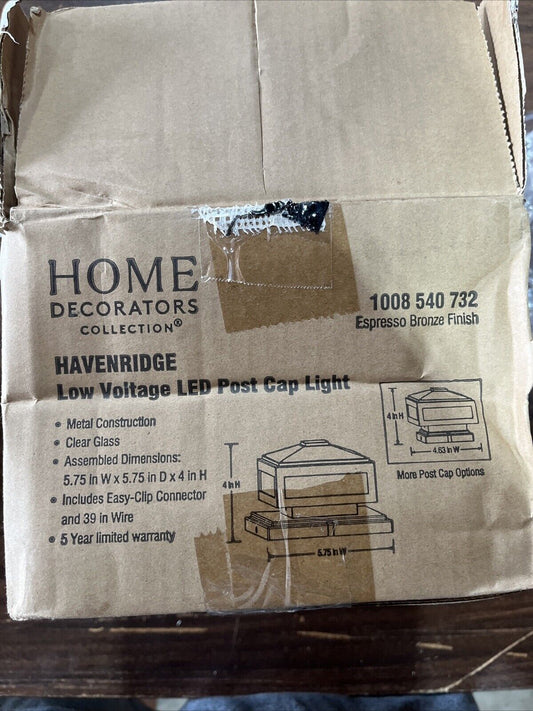 HOME
DECORATORS
COLLECTION®
1008 540 732
Espresso Bronze Finish
HAVENRIDGE
Low Voltage LED Post Cap Light
• Metal Construction
• Clear Glass
• Assembled Dimensions:
5.75 in W x 5.75 in D x 4 in H
• Includes Easy-Clip Connector
and 39 in Wire
• 5 Year limited warranty
4 in H
5.75 in W
4 in H
4.63 in W
More Post Cap Options